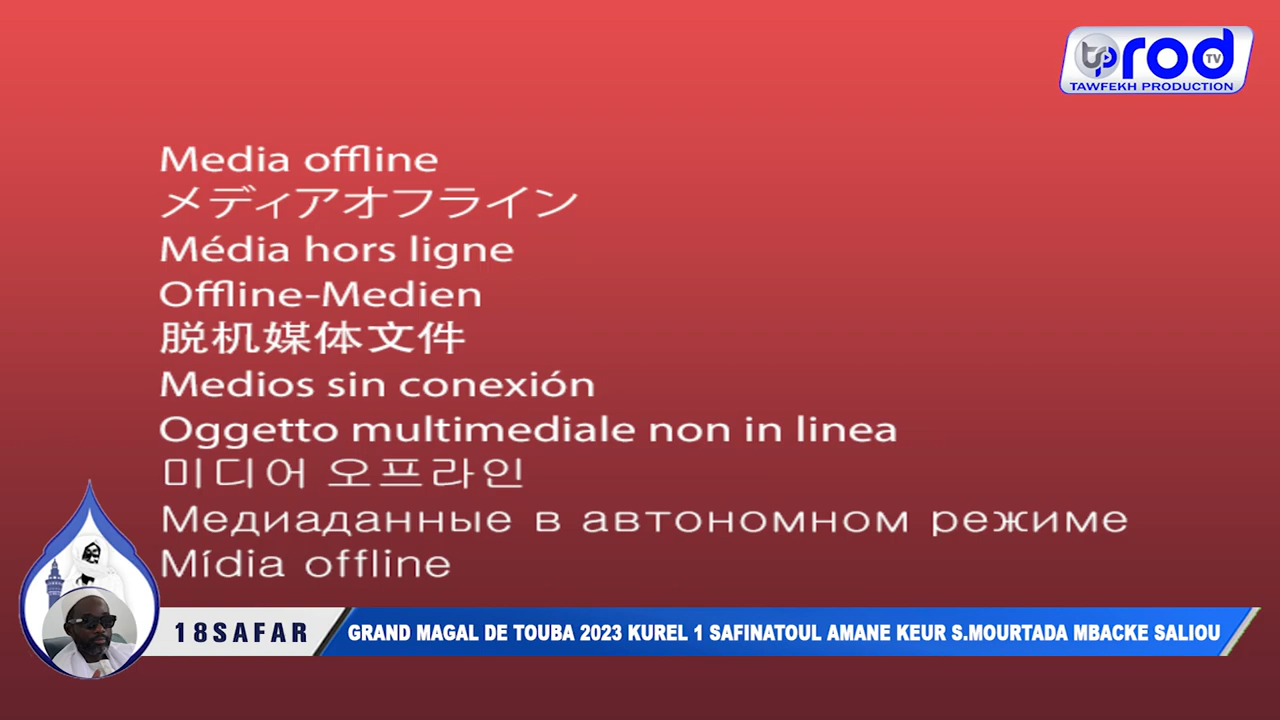 tprod TV
TAWFEKH PRODUCTION
Media offline
メディアオフライン
Média hors ligne
Offline-Medien
脱机媒体文件
Medios sin conexión
Oggetto multimediale non in linea
미디어 오프라인
Медиаданные в автономном режиме
Mídia offline
18SAFAR
GRAND MAGAL DE TOUBA 2023 KUREL 1 SAFINATOUL AMANE KEUR S.MOURTADA MBACKE SALIOU